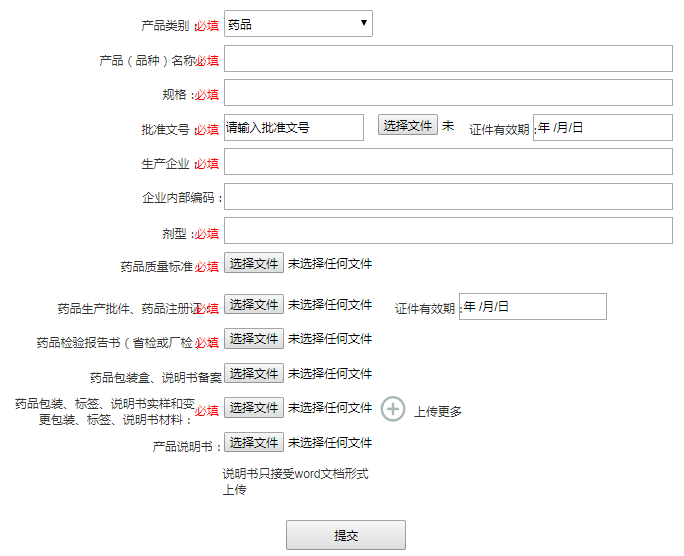 产品类别：必填 药品
产品（品种）名称：必填
规格：必填
批准文号：必填 请输入批准文号 选择文件 未 证件有效期：年 /月/日
生产企业：必填
企业内部编码：
剂型：必填
药品质量标准 必填 选择文件 未选择任何文件
药品生产批件、药品注册证：必填 选择文件 未选择任何文件 证件有效期：年 /月/日
药品检验报告书（省检或厂检）必填 选择文件 未选择任何文件
药品包装盒、说明书备案 选择文件 未选择任何文件
药品包装、标签、说明书实样和变
更包装、标签、说明书材料：必填 选择文件 未选择任何文件 上传更多
产品说明书： 选择文件 未选择任何文件
说明书只接受word文档形式
上传
提交